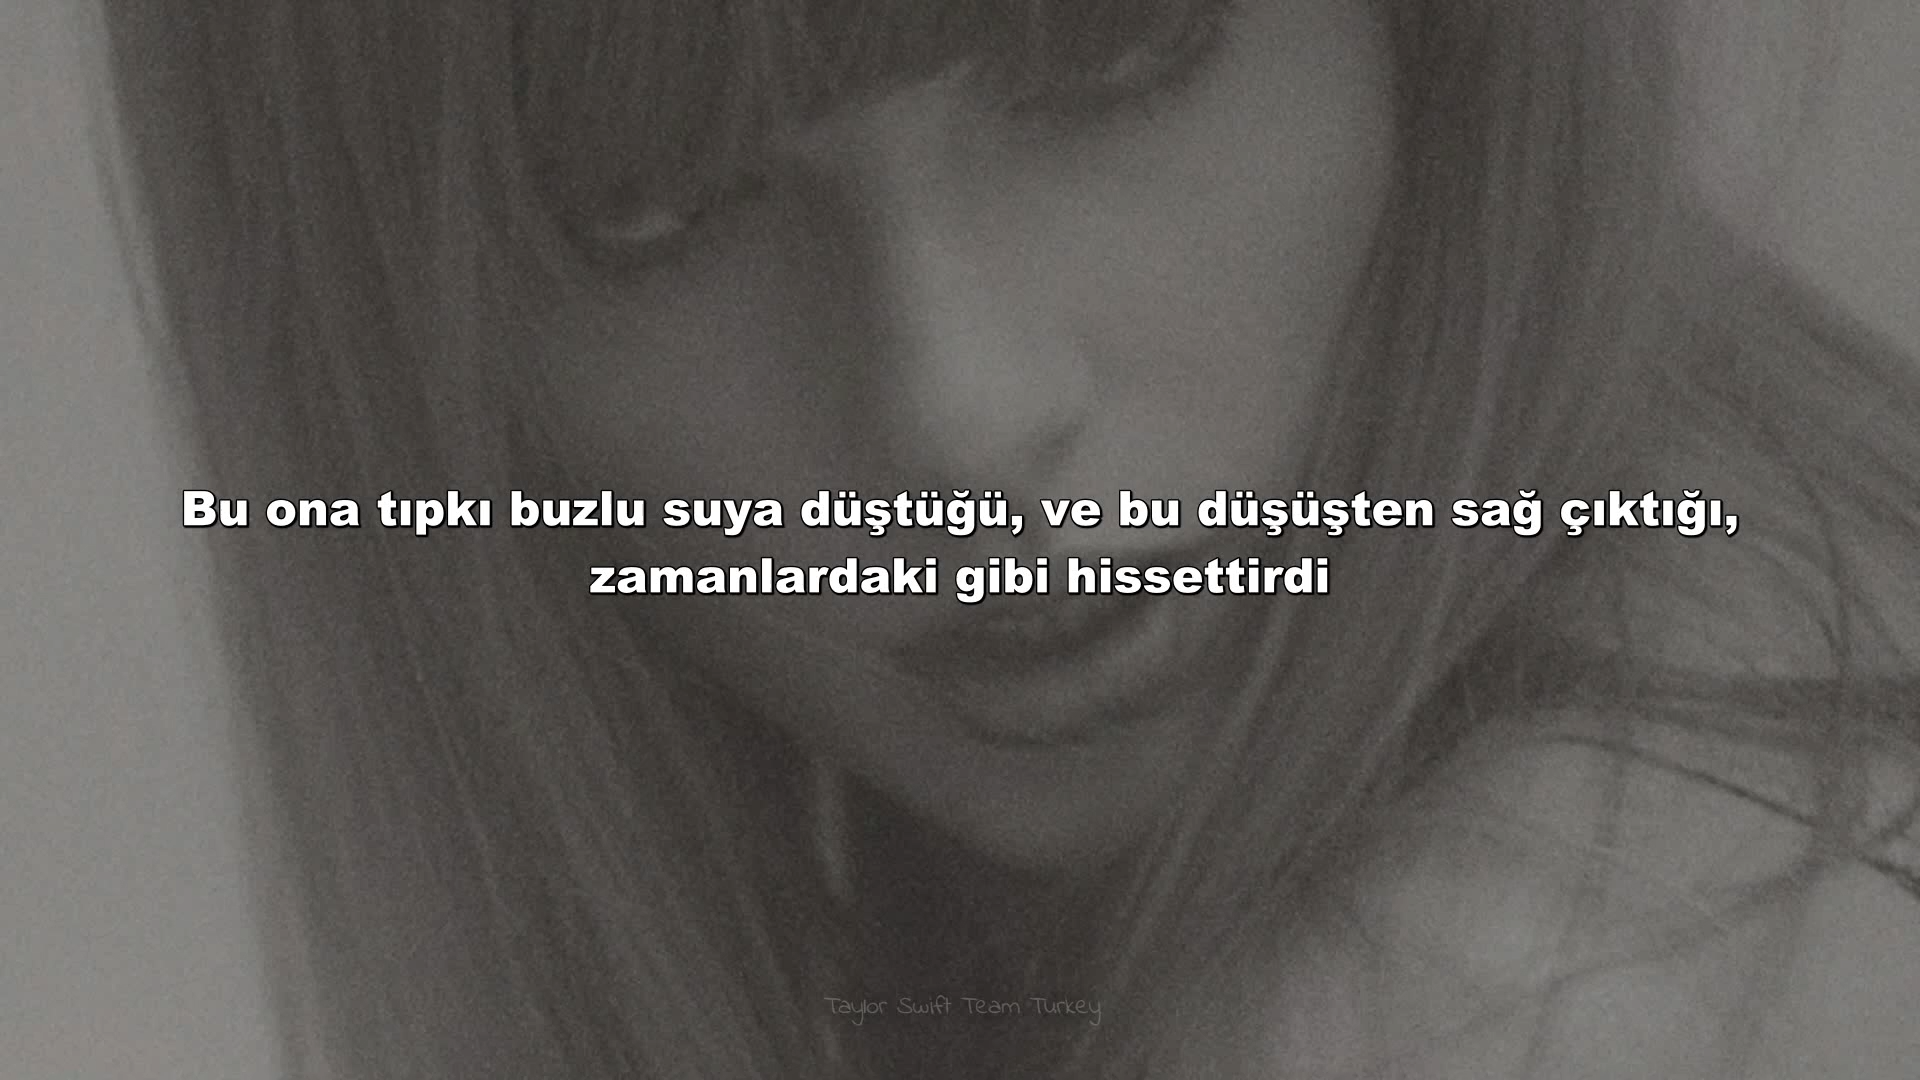 Bu ona tıpkı buzlu suya düştüğü, ve bu düşüşten sağ çıktığı,
zamanlardaki gibi hissettirdi
Taylor Swift Team Turkey